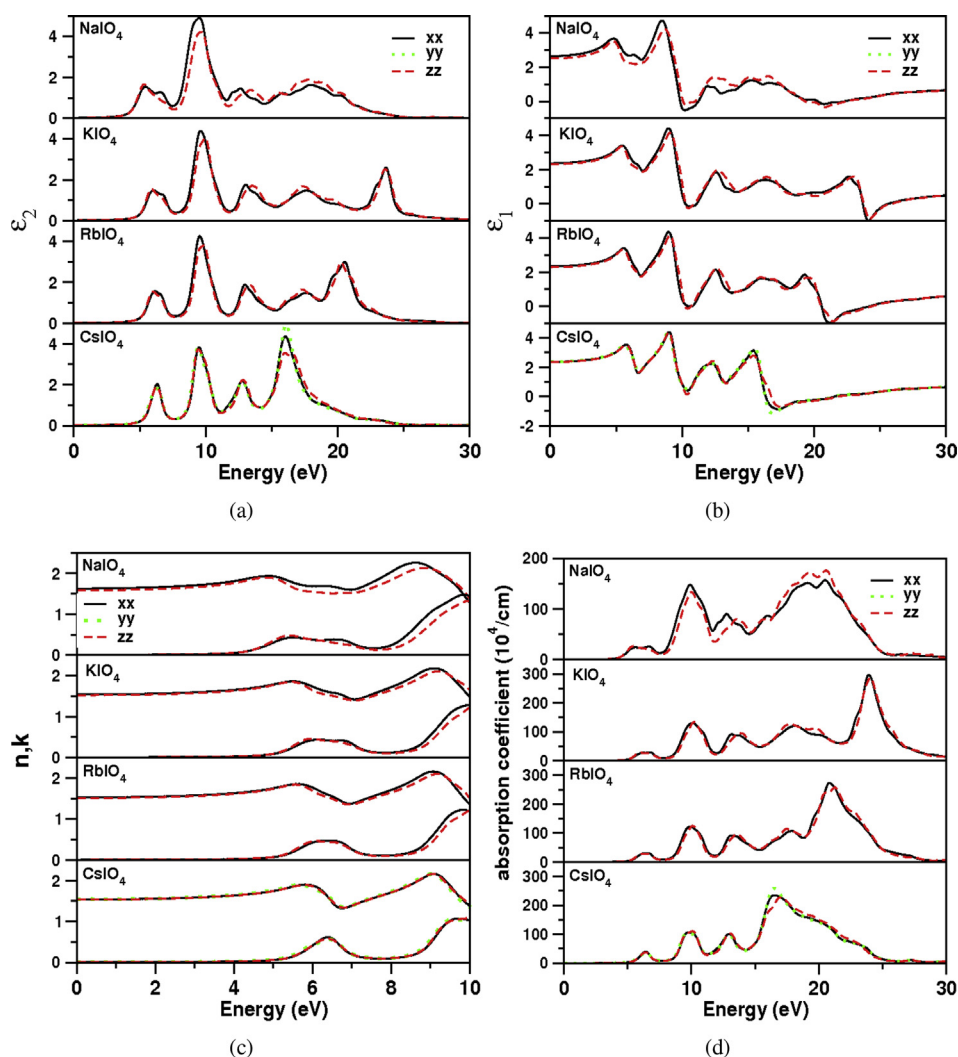 NaIO4
xx
yy
zz
4
2
0
KIO4
4
2
0
ε2
RbIO4
4
2
0
CsIO4
4
2
0
0 10 20 30
Energy (eV)
(a)
NaIO4
xx
yy
zz
4
2
0
KIO4
4
2
0
ε1
RbIO4
4
2
0
CsIO4
4
2
0
-2
0 10 20 30
Energy (eV)
(b)
NaIO4
xx
yy
zz
2
1
0
KIO4
2
1
0
n,k
RbIO4
2
1
0
CsIO4
2
1
0
0 2 4 6 8 10
Energy (eV)
(c)
200
NaIO4
xx
yy
zz
150
100
50
0
KIO4
300
200
100
0
absorption coefficient (10^4/cm)
RbIO4
300
250
200
150
100
50
0
CsIO4
300
200
100
0
0 10 20 30
Energy (eV)
(d)